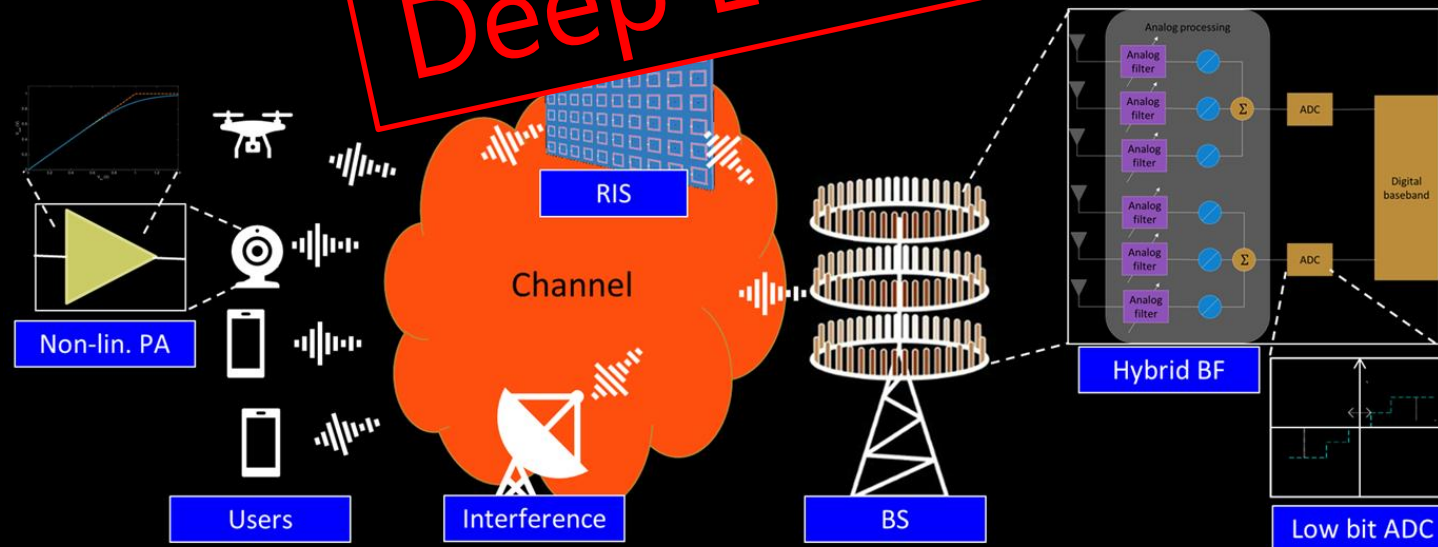 Deep
Analog processing
Analog
filter
Analog
filter
Analog
filter
Analog
filter
Analog
filter
Analog
filter
Σ
Σ
ADC
ADC
Digital
baseband
RIS
Channel
Non-lin. PA
Hybrid BF
Users
Interference
BS
Low bit ADC